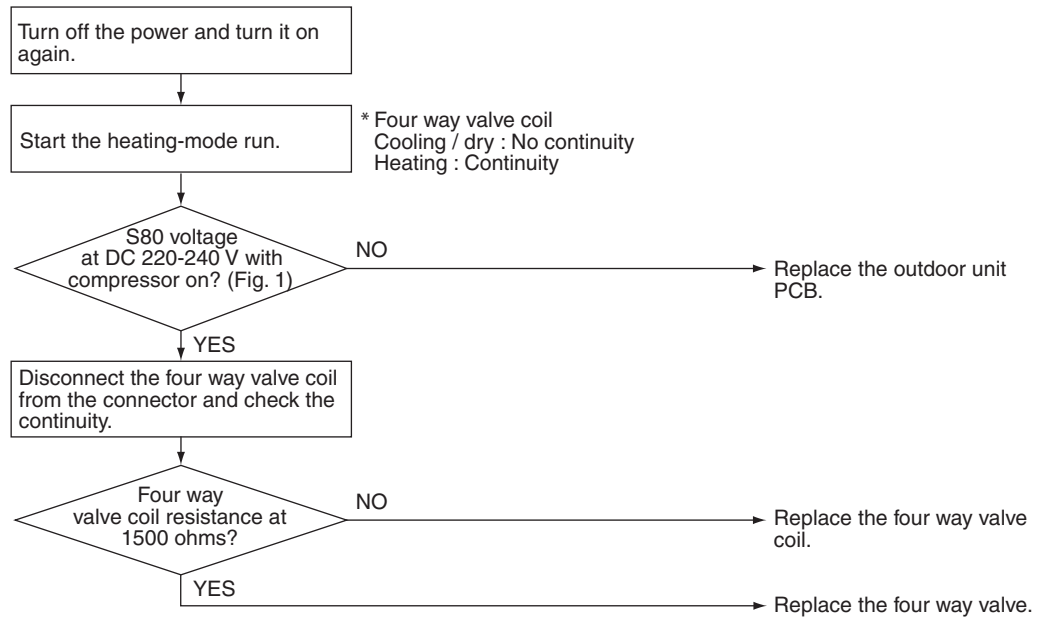 Turn off the power and turn it on
again.
Start the heating-mode run.
* Four way valve coil
Cooling / dry : No continuity
Heating : Continuity
S80 voltage
at DC 220-240 V with
compressor on? (Fig. 1)
NO
Replace the outdoor unit
PCB.
YES
Disconnect the four way valve coil
from the connector and check the
continuity.
Four way
valve coil resistance at
1500 ohms?
NO
Replace the four way valve
coil.
YES
Replace the four way valve.